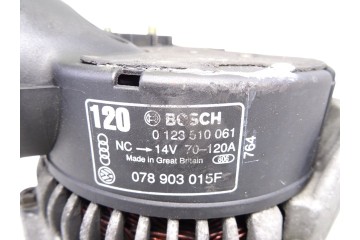 120
BOSCH
0 123 510 061
NC → 14V 70-120A
Made in Great Britain
764
078 903 015F